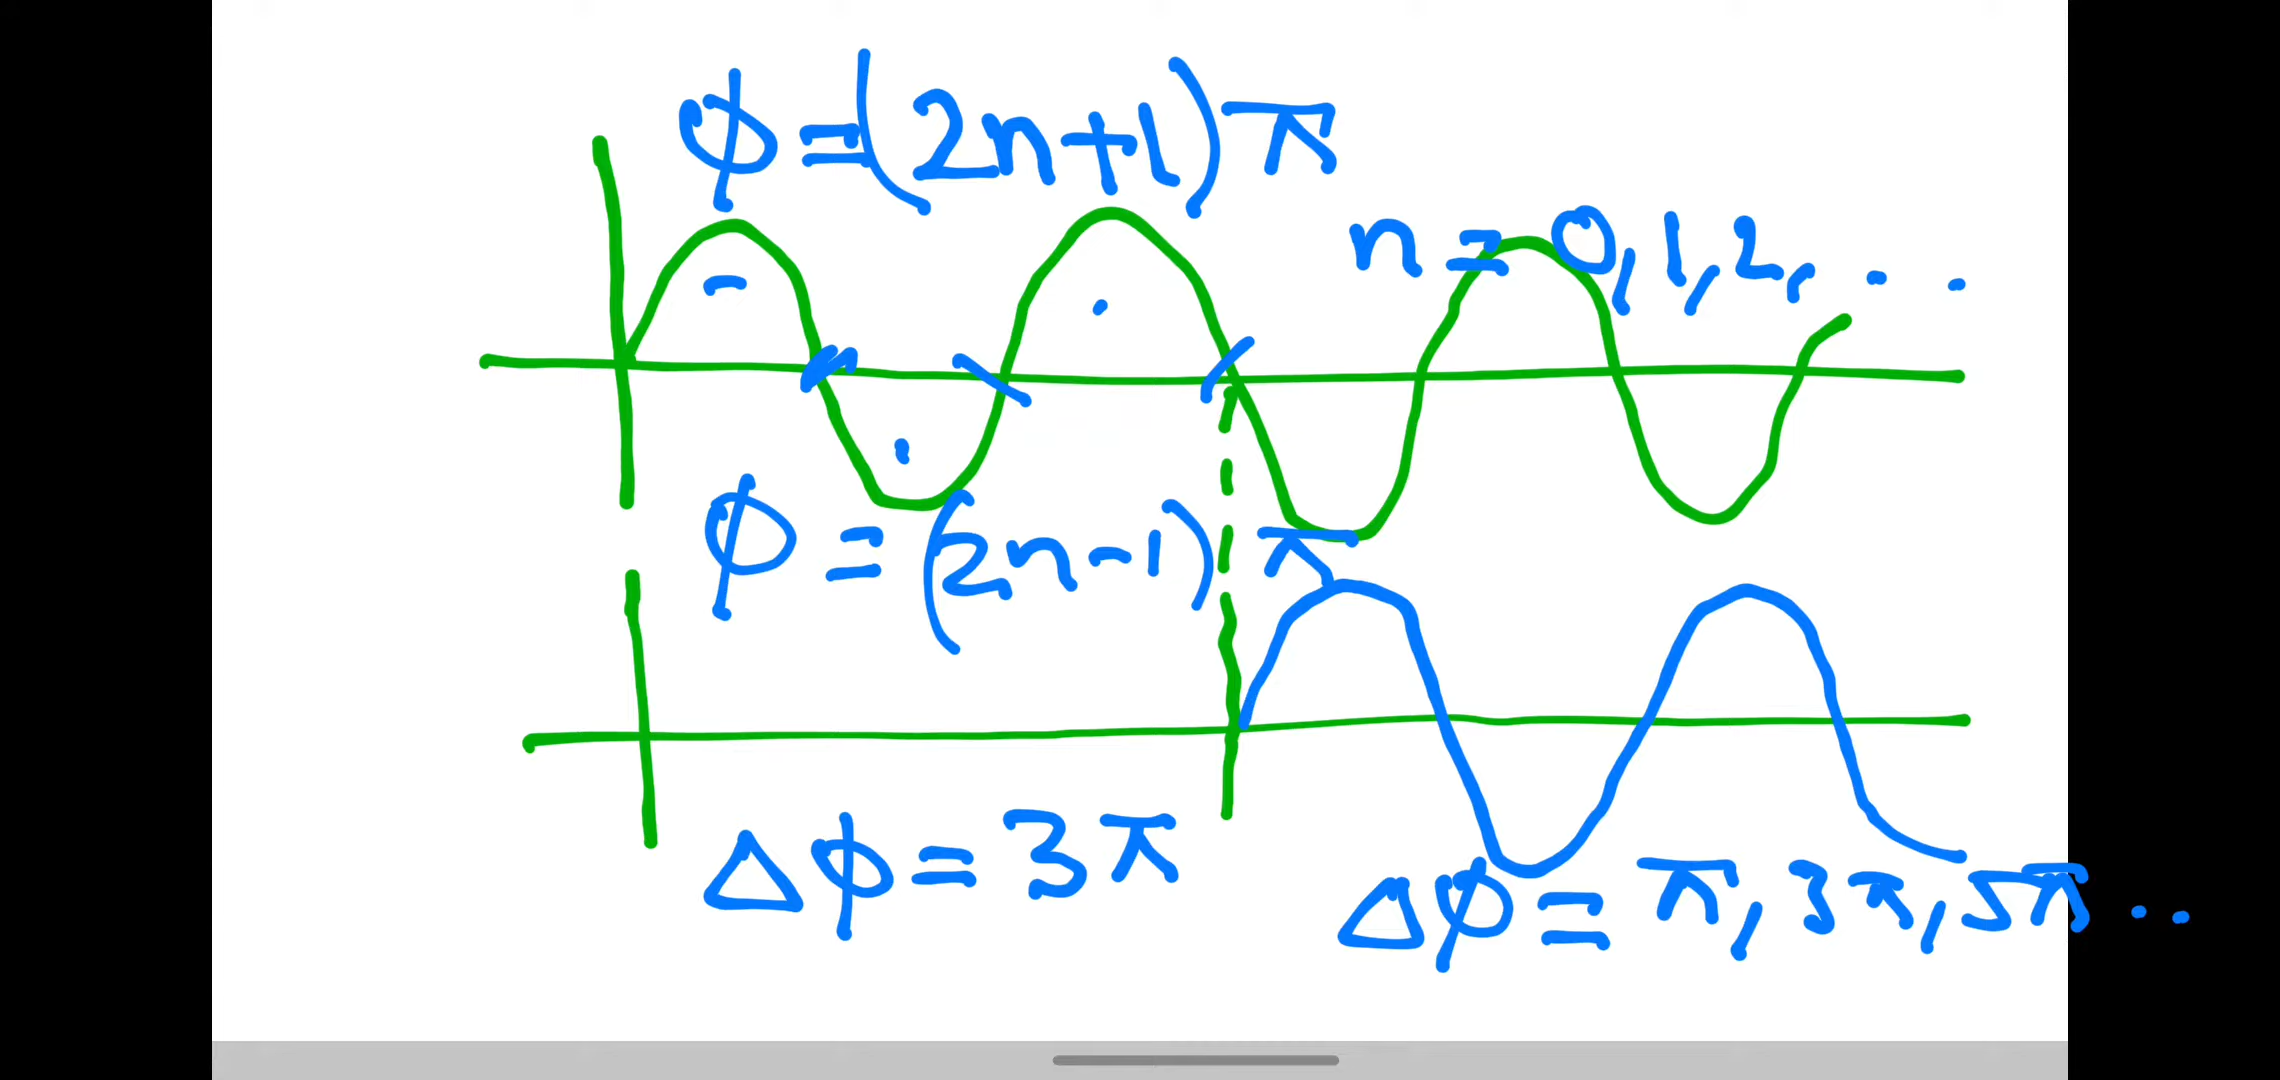 ϕ = (2n+1)π
n = 0, 1, 2, . .
ϕ = (2n-1) π
Δϕ = 3π
Δϕ = π, 3π, 5π ..